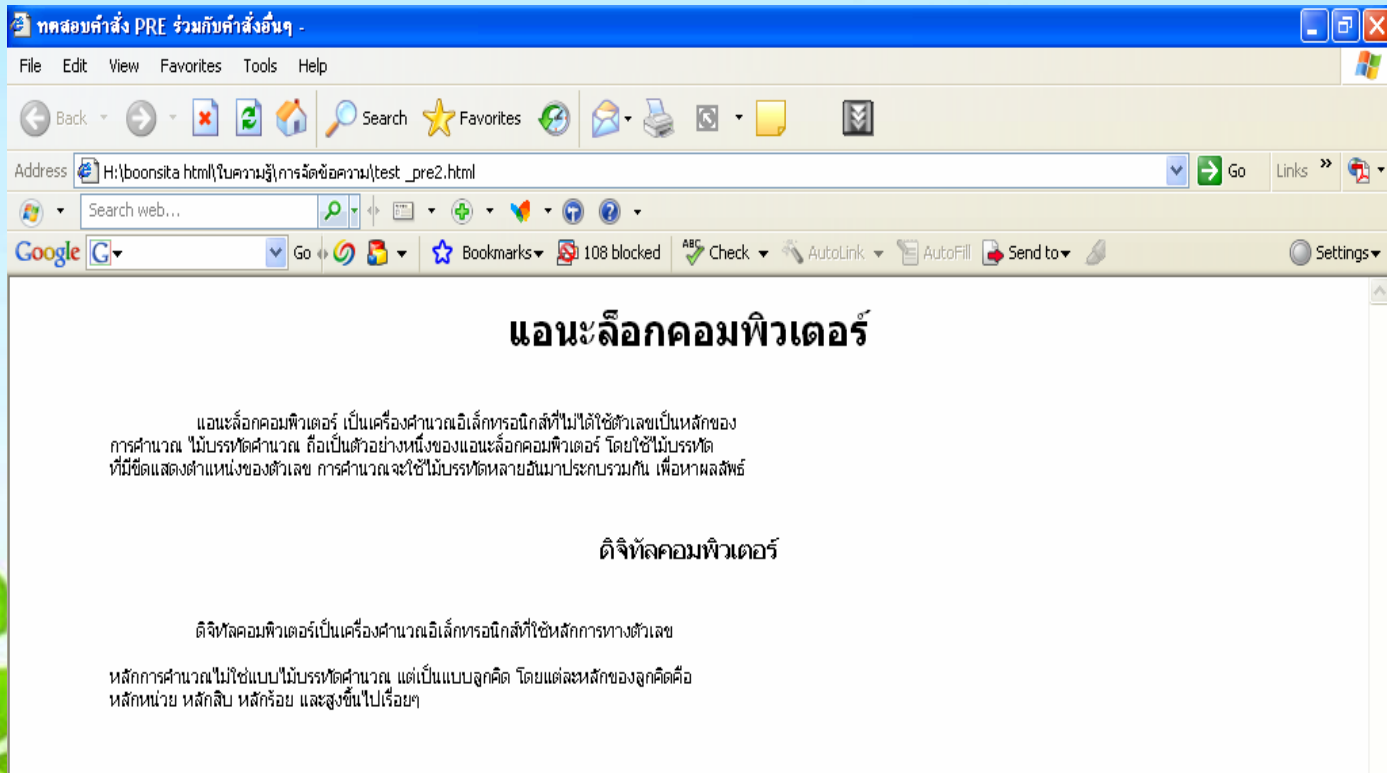 ทดสอบคำสั่ง PRE ร่วมกับคำสั่งอื่นๆ -
File Edit View Favorites Tools Help
Back Search Favorites
Address H:\boonsita html\ใบความรู้\การจัดข้อความ\test _pre2.html Go Links »
Search web...
Google G Go Bookmarks 108 blocked ABC Check AutoLink AutoFill Send to Settings
แอนะล็อกคอมพิวเตอร์
แอนะล็อกคอมพิวเตอร์ เป็นเครื่องคำนวณอิเล็กทรอนิกส์ที่ไม่ได้ใช้ตัวเลขเป็นหลักของ
การคำนวณ ไม้บรรทัดคำนวณ ถือเป็นตัวอย่างหนึ่งของแอนะล็อกคอมพิวเตอร์ โดยใช้ไม้บรรทัด
ที่มีขีดแสดงตำแหน่งของตัวเลข การคำนวณจะใช้ไม้บรรทัดหลายอันมาประกบรวมกัน เพื่อหาผลลัพธ์
ดิจิทัลคอมพิวเตอร์
ดิจิทัลคอมพิวเตอร์เป็นเครื่องคำนวณอิเล็กทรอนิกส์ที่ใช้หลักการทางตัวเลข
หลักการคำนวณไม่ใช่แบบไม้บรรทัดคำนวณ แต่เป็นแบบลูกคิด โดยแต่ละหลักของลูกคิดคือ
หลักหน่วย หลักสิบ หลักร้อย และสูงขึ้นไปเรื่อยๆ